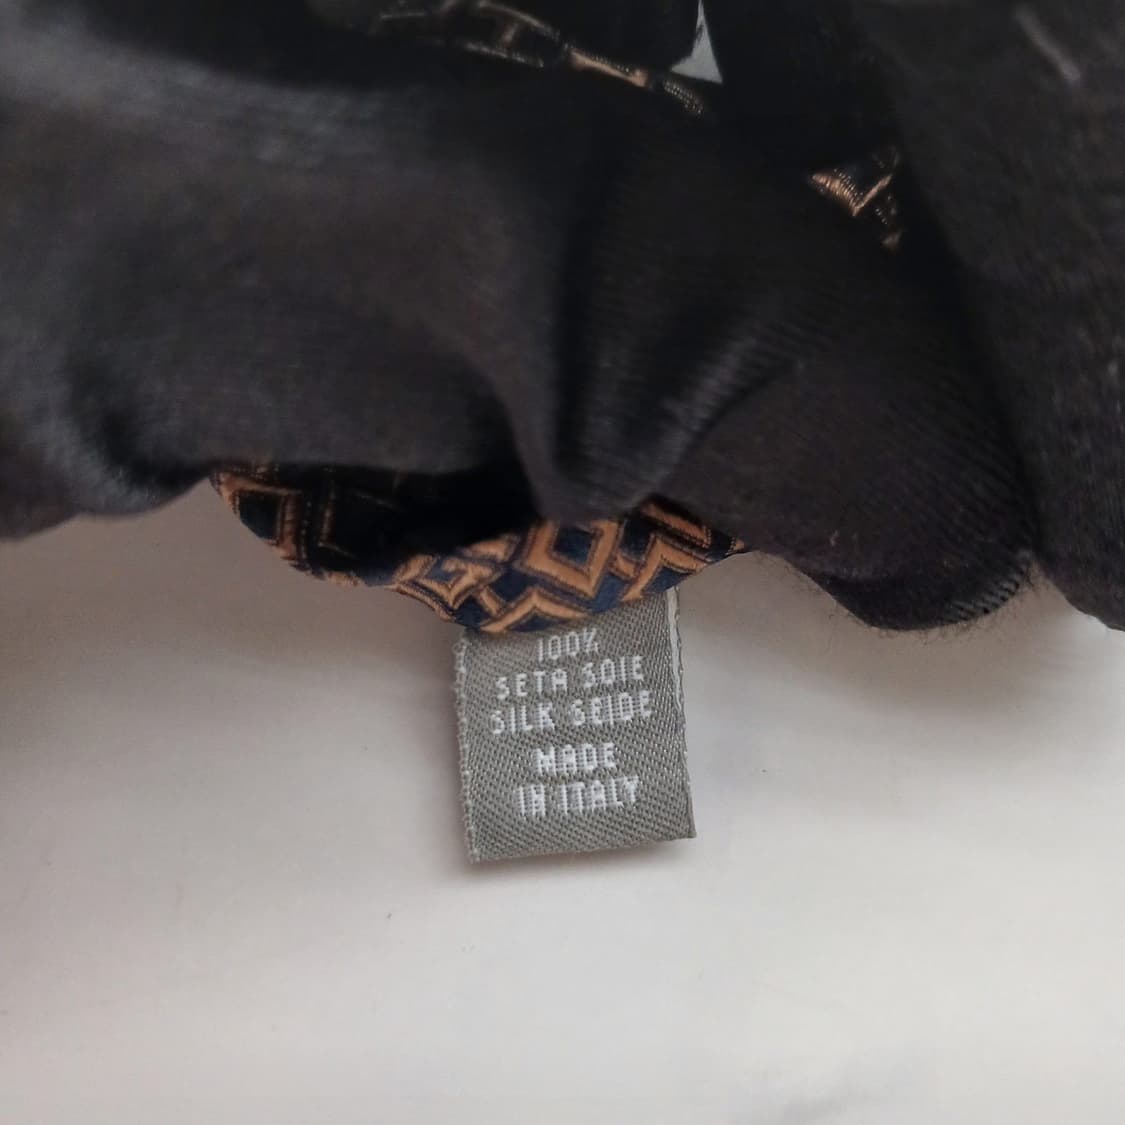 100%
SETA SOIE
SILK SEIDE
MADE
IN ITALY